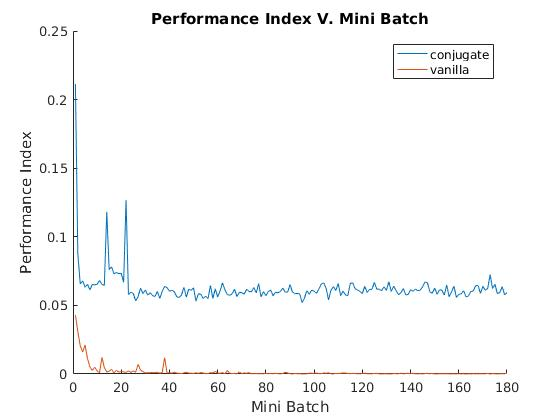 Performance Index V. Mini Batch
0.25
conjugate
vanilla
0.2
0.15
0.1
0.05
0
Performance Index
0 20 40 60 80 100 120 140 160 180
Mini Batch